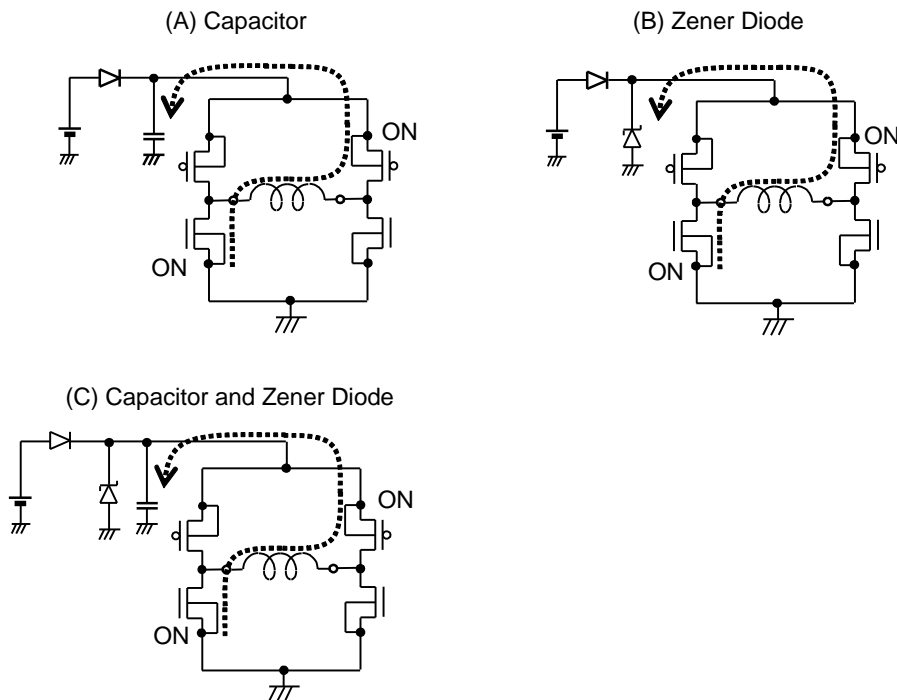 (A) Capacitor
(B) Zener Diode
ON
ON
ON
ON
(C) Capacitor and Zener Diode
ON
ON